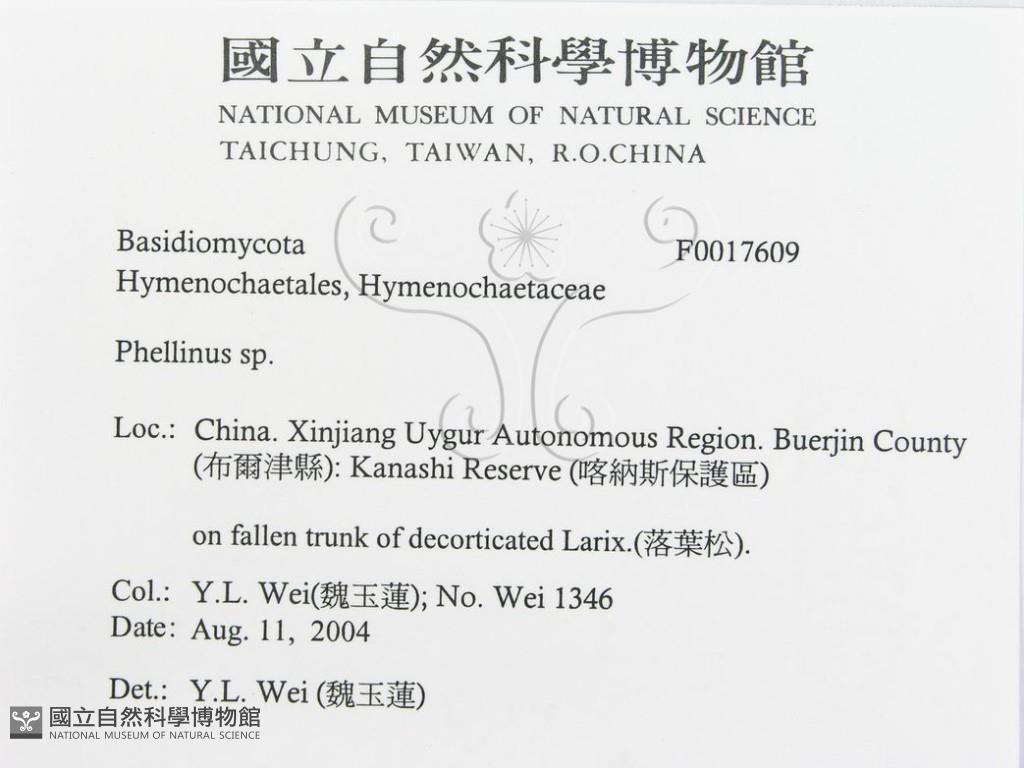 國立自然科學博物館
NATIONAL MUSEUM OF NATURAL SCIENCE
TAICHUNG, TAIWAN, R.O.CHINA
Basidiomycota F0017609
Hymenochaetales, Hymenochaetaceae
Phellinus sp.
Loc.: China. Xinjiang Uygur Autonomous Region. Buerjin County
(布爾津縣): Kanashi Reserve (喀納斯保護區)
on fallen trunk of decorticated Larix.(落葉松).
Col.: Y.L. Wei(魏玉蓮); No. Wei 1346
Date: Aug. 11, 2004
Det.: Y.L. Wei (魏玉蓮)
國立自然科學博物館
NATIONAL MUSEUM OF NATURAL SCIENCE